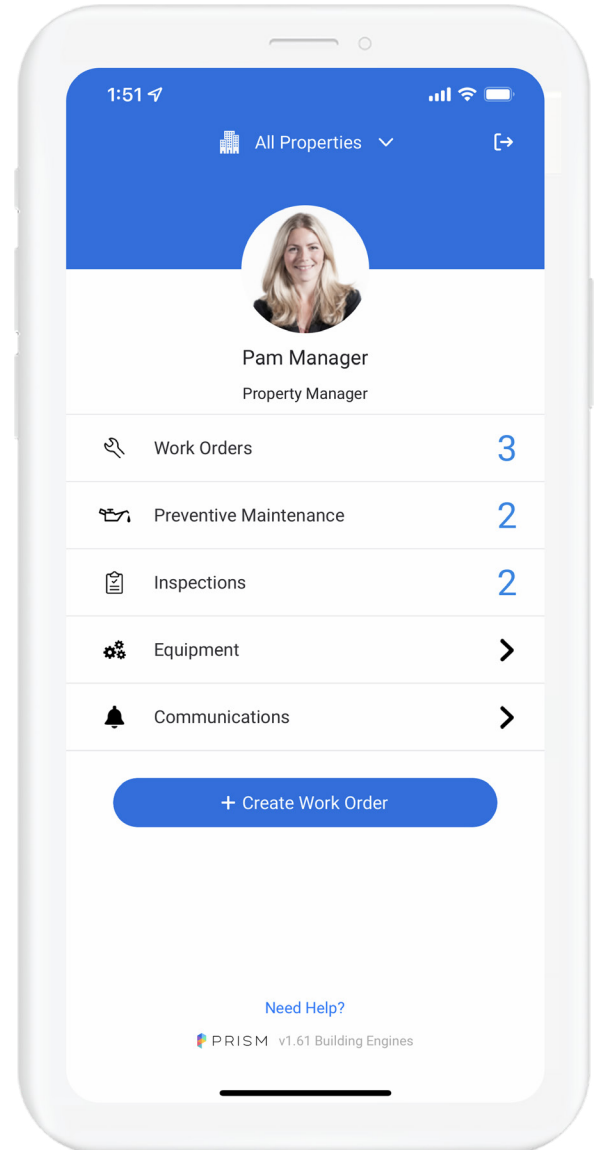 1:51
All Properties
Pam Manager
Property Manager
Work Orders 3
Preventive Maintenance 2
Inspections 2
Equipment
Communications
+ Create Work Order
Need Help?
PRISM v1.61 Building Engines